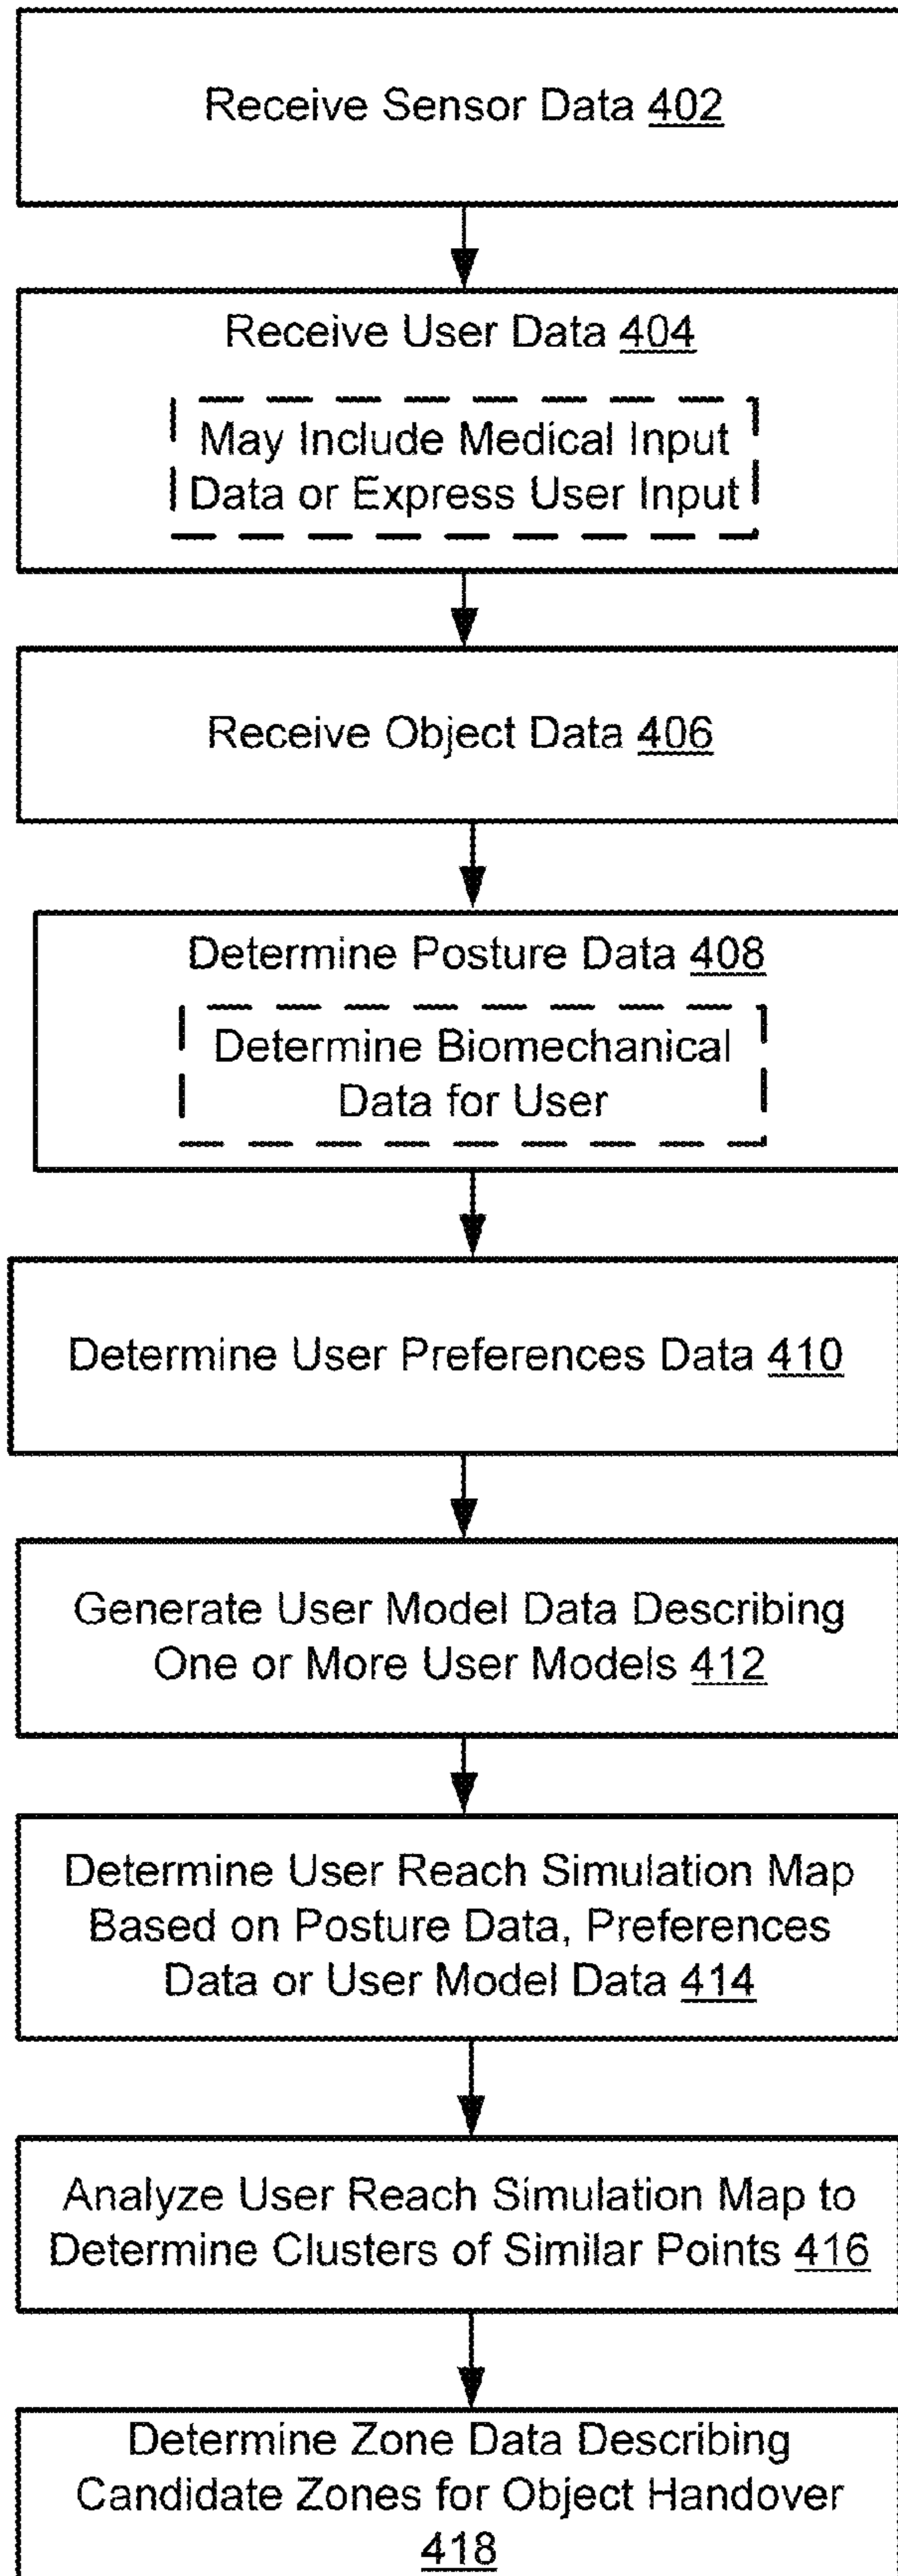 Receive Sensor Data 402
Receive User Data 404
May Include Medical Input
Data or Express User Input
Receive Object Data 406
Determine Posture Data 408
Determine Biomechanical
Data for User
Determine User Preferences Data 410
Generate User Model Data Describing
One or More User Models 412
Determine User Reach Simulation Map
Based on Posture Data, Preferences
Data or User Model Data 414
Analyze User Reach Simulation Map to
Determine Clusters of Similar Points 416
Determine Zone Data Describing
Candidate Zones for Object Handover
418